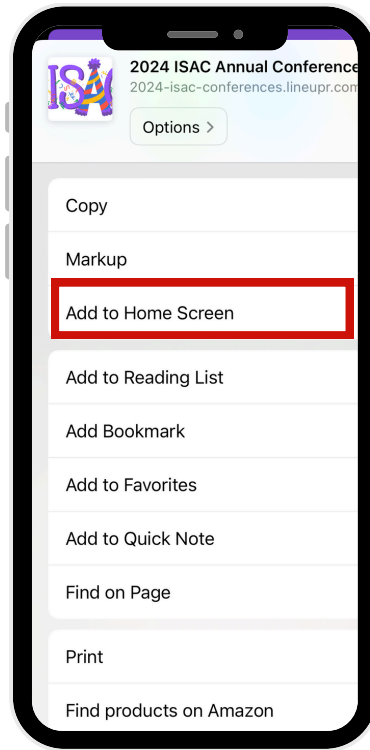 ISA
2024 ISAC Annual Conference
2024-isac-conferences.lineupr.com
Options >
Copy
Markup
Add to Home Screen
Add to Reading List
Add Bookmark
Add to Favorites
Add to Quick Note
Find on Page
Print
Find products on Amazon